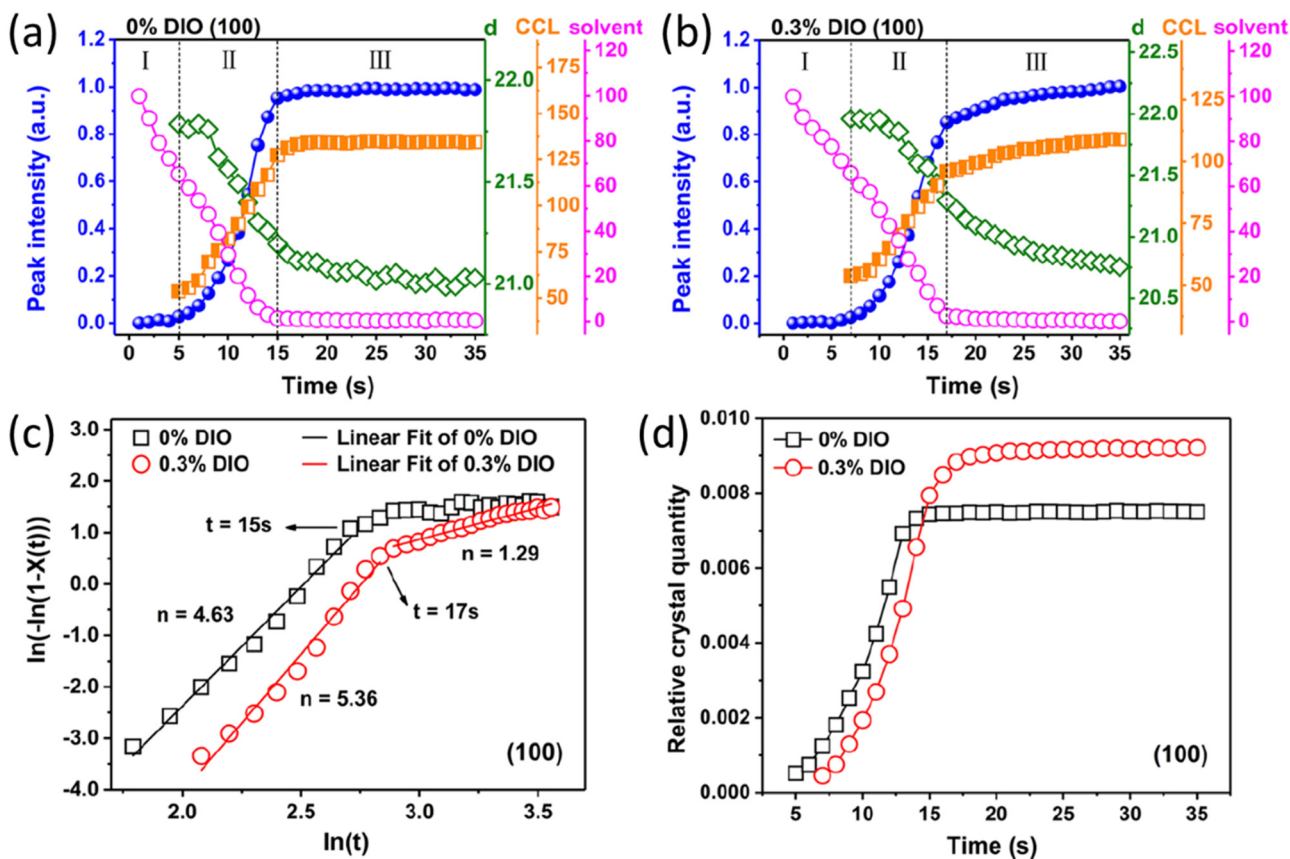 (a)
0% DIO (100)
d CCL solvent
I II III
1.2
1.0
0.8
0.6
0.4
0.2
0.0
Peak intensity (a.u.)
0 5 10 15 20 25 30 35
Time (s)
22.0
21.5
21.0
175
150
125
100
75
50
120
100
80
60
40
20
0
(b)
0.3% DIO (100)
d CCL solvent
I II III
1.2
1.0
0.8
0.6
0.4
0.2
0.0
Peak intensity (a.u.)
0 5 10 15 20 25 30 35
Time (s)
22.5
22.0
21.5
21.0
20.5
125
100
75
50
120
100
80
60
40
20
0
(c)
0% DIO
Linear Fit of 0% DIO
0.3% DIO
Linear Fit of 0.3% DIO
3.0
2.0
1.0
0.0
-1.0
-2.0
-3.0
-4.0
ln(-ln(1-X(t)))
t = 15s
n = 1.29
n = 4.63
t = 17s
n = 5.36
(100)
2.0 2.5 3.0 3.5
ln(t)
(d)
0% DIO
0.3% DIO
0.010
0.008
0.006
0.004
0.002
0.000
Relative crystal quantity
(100)
5 10 15 20 25 30 35
Time (s)